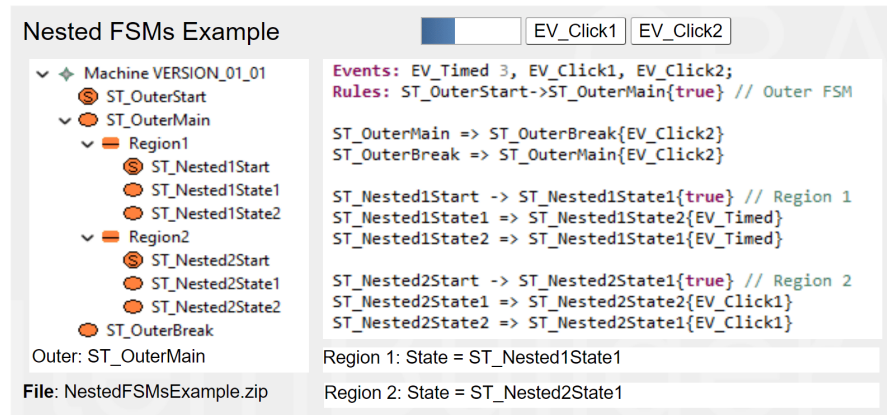 Nested FSMs Example
EV_Click1 EV_Click2
Machine VERSION_01_01
ST_OuterStart
ST_OuterMain
Region1
ST_Nested1Start
ST_Nested1State1
ST_Nested1State2
Region2
ST_Nested2Start
ST_Nested2State1
ST_Nested2State2
ST_OuterBreak
Outer: ST_OuterMain
File: NestedFSMsExample.zip
Events: EV_Timed 3, EV_Click1, EV_Click2;
Rules: ST_OuterStart->ST_OuterMain{true} // Outer FSM
ST_OuterMain => ST_OuterBreak{EV_Click2}
ST_OuterBreak => ST_OuterMain{EV_Click2}
ST_Nested1Start -> ST_Nested1State1{true} // Region 1
ST_Nested1State1 => ST_Nested1State2{EV_Timed}
ST_Nested1State2 => ST_Nested1State1{EV_Timed}
ST_Nested2Start -> ST_Nested2State1{true} // Region 2
ST_Nested2State1 => ST_Nested2State2{EV_Click1}
ST_Nested2State2 => ST_Nested2State1{EV_Click1}
Region 1: State = ST_Nested1State1
Region 2: State = ST_Nested2State1